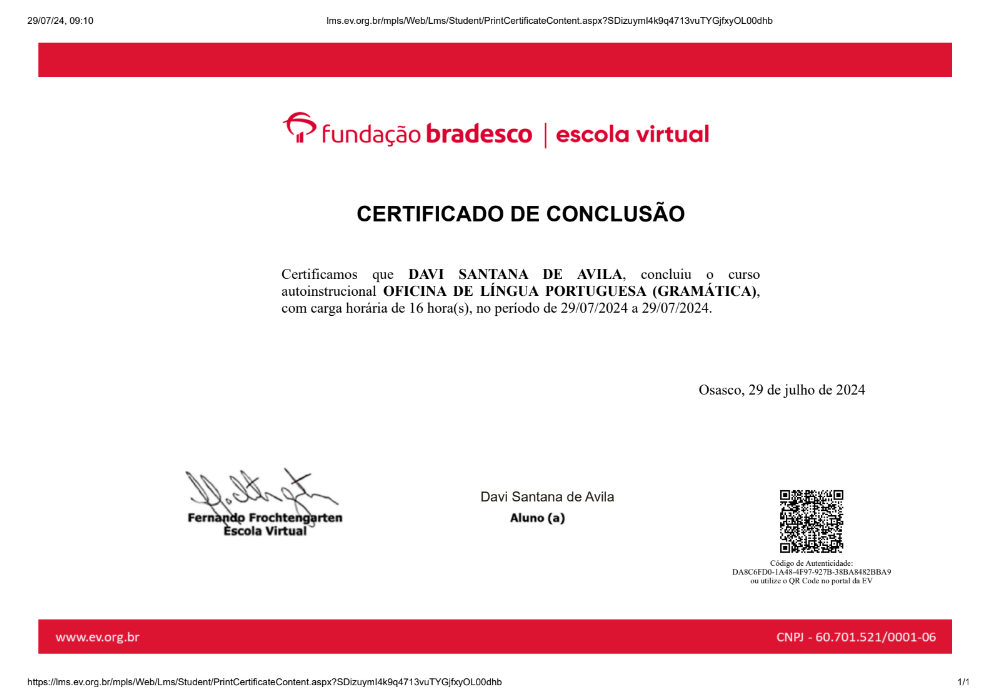 29/07/24, 09:10
lms.ev.org.br/mpls/Web/Lms/Student/PrintCertificateContent.aspx?SDizuymI4k9q4713vuTYGjfxyOL00dhb
fundação bradesco | escola virtual
CERTIFICADO DE CONCLUSÃO
Certificamos que DAVI SANTANA DE AVILA, concluiu o curso
autoinstrucional OFICINA DE LÍNGUA PORTUGUESA (GRAMÁTICA),
com carga horária de 16 hora(s), no período de 29/07/2024 a 29/07/2024.
Osasco, 29 de julho de 2024
Fernando Frochtengarten
Escola Virtual
Davi Santana de Avila
Aluno (a)
Código de Autenticidade:
DA8C6FD0-1A48-4F97-927B-38BA8482BBA9
ou utilize o QR Code no portal da EV
www.ev.org.br
CNPJ - 60.701.521/0001-06
https://lms.ev.org.br/mpls/Web/Lms/Student/PrintCertificateContent.aspx?SDizuymI4k9q4713vuTYGjfxyOL00dhb
1/1